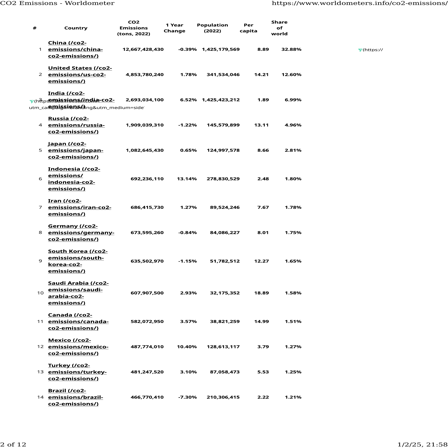 CO2 Emissions - Worldometer https://www.worldometers.info/co2-emissions/
# Country CO2 Emissions (tons, 2022) 1 Year Change Population (2022) Per capita Share of world
1 China (/co2-emissions/china-co2-emissions/) 12,667,428,430 -0.39% 1,425,179,569 8.89 32.88%
(https://
2 United States (/co2-emissions/us-co2-emissions/) 4,853,780,240 1.78% 341,534,046 14.21 12.60%
3 India (/co2-emissions/india-co2-emissions/) 2,693,034,100 6.52% 1,425,423,212 1.89 6.99%
4 Russia (/co2-emissions/russia-co2-emissions/) 1,909,039,310 -1.22% 145,579,899 13.11 4.96%
5 Japan (/co2-emissions/japan-co2-emissions/) 1,082,645,430 0.65% 124,997,578 8.66 2.81%
6 Indonesia (/co2-emissions/indonesia-co2-emissions/) 692,236,110 13.14% 278,830,529 2.48 1.80%
7 Iran (/co2-emissions/iran-co2-emissions/) 686,415,730 1.27% 89,524,246 7.67 1.78%
8 Germany (/co2-emissions/germany-co2-emissions/) 673,595,260 -0.84% 84,086,227 8.01 1.75%
9 South Korea (/co2-emissions/south-korea-co2-emissions/) 635,502,970 -1.15% 51,782,512 12.27 1.65%
10 Saudi Arabia (/co2-emissions/saudi-arabia-co2-emissions/) 607,907,500 2.93% 32,175,352 18.89 1.58%
11 Canada (/co2-emissions/canada-co2-emissions/) 582,072,950 3.57% 38,821,259 14.99 1.51%
12 Mexico (/co2-emissions/mexico-co2-emissions/) 487,774,010 10.40% 128,613,117 3.79 1.27%
13 Turkey (/co2-emissions/turkey-co2-emissions/) 481,247,520 3.10% 87,058,473 5.53 1.25%
14 Brazil (/co2-emissions/brazil-co2-emissions/) 466,770,410 -7.30% 210,306,415 2.22 1.21%
2 of 12 1/2/25, 21:58